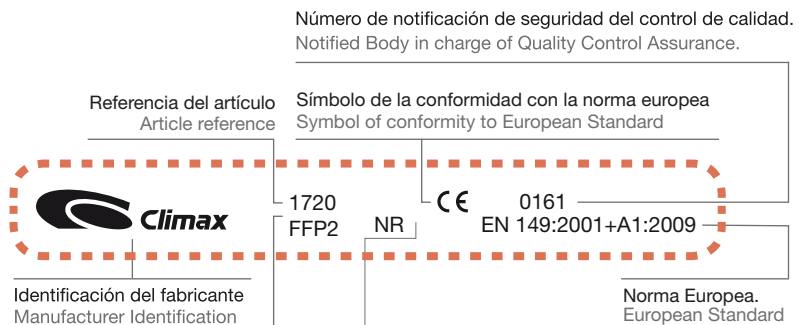 Número de notificación de seguridad del control de calidad.
Notified Body in charge of Quality Control Assurance.
Referencia del artículo
Article reference
Símbolo de la conformidad con la norma europea
Symbol of conformity to European Standard
Climax
1720
CE
0161
FFP2
NR
EN 149:2001+A1:2009
Identificación del fabricante
Manufacturer Identification
Norma Europea.
European Standard